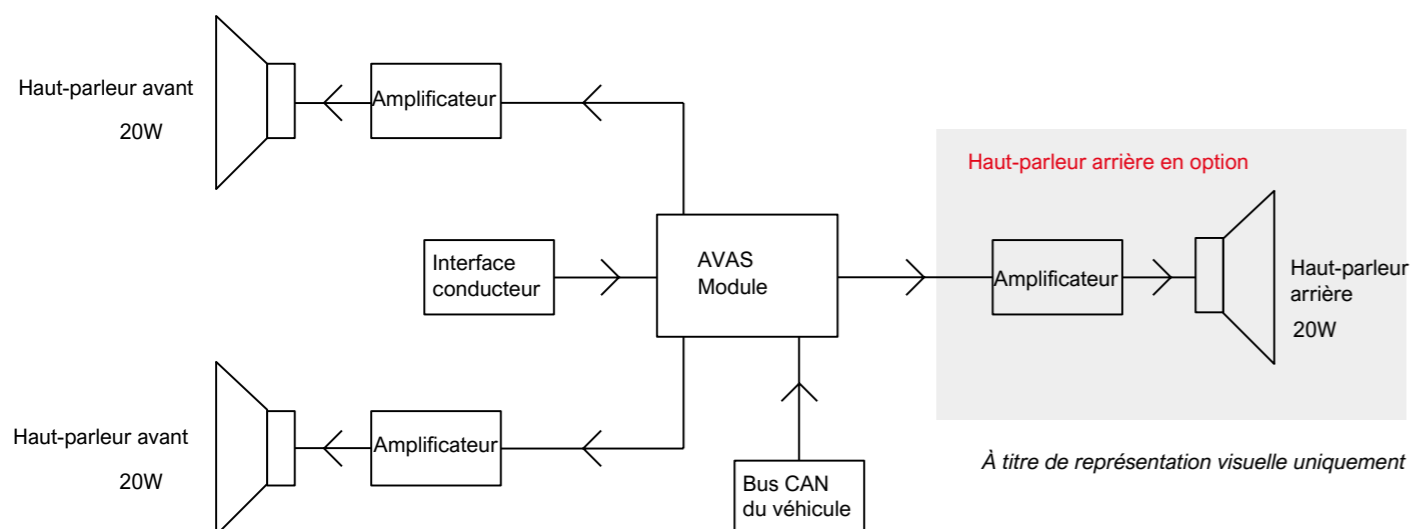 Haut-parleur avant
20W
Amplificateur
Haut-parleur arrière en option
Interface
conducteur
AVAS
Module
Amplificateur
Haut-parleur
arrière
20W
Haut-parleur avant
20W
Amplificateur
Bus CAN
du véhicule
À titre de représentation visuelle uniquement